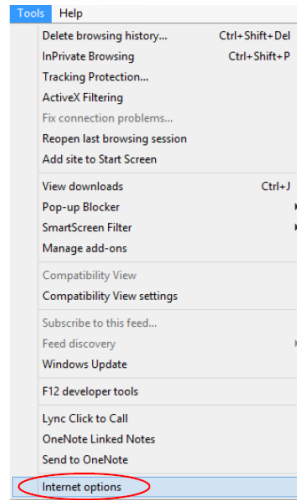 Tools Help
Delete browsing history... Ctrl+Shift+Del
InPrivate Browsing Ctrl+Shift+P
Tracking Protection...
ActiveX Filtering
Fix connection problems...
Reopen last browsing session
Add site to Start Screen
View downloads Ctrl+J
Pop-up Blocker
SmartScreen Filter
Manage add-ons
Compatibility View
Compatibility View settings
Subscribe to this feed...
Feed discovery
Windows Update
F12 developer tools
Lync Click to Call
OneNote Linked Notes
Send to OneNote
Internet options